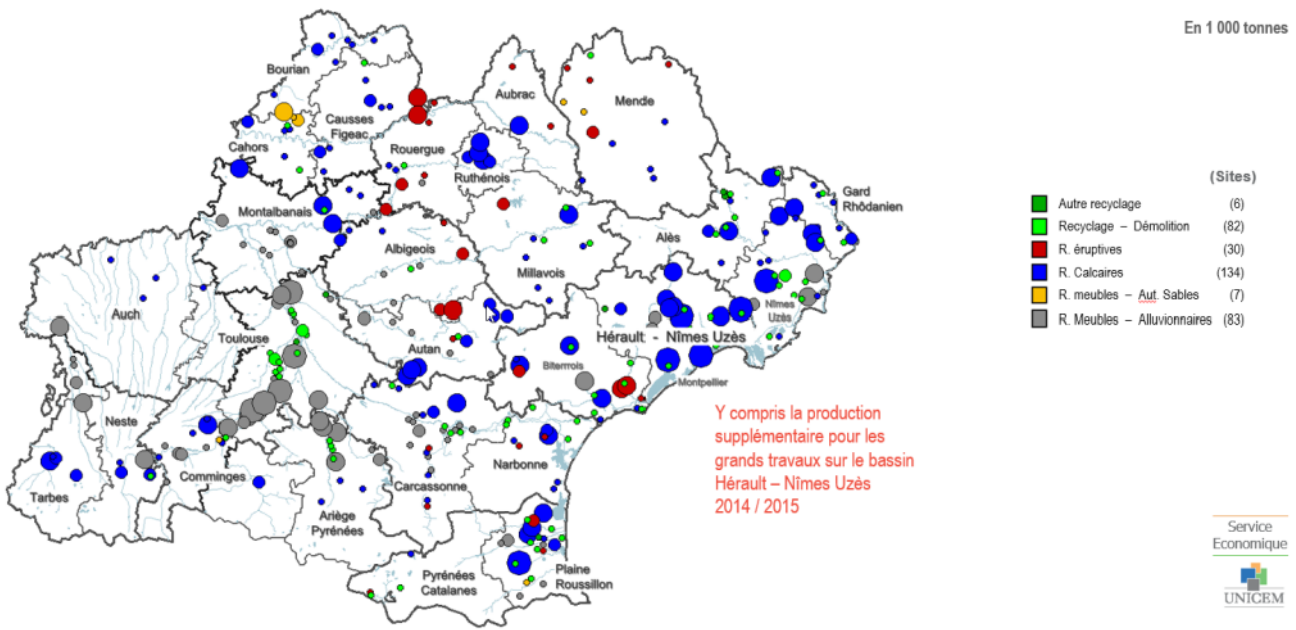 En 1 000 tonnes
Bourian
Aubrac
Mende
Causses
Figeac
Cahors
Rouergue
Ruthénois
(Sites)
Gard
Rhôdanien
Autre recyclage (6)
Recyclage – Démolition (82)
R. éruptives (30)
R. Calcaires (134)
R. meubles – Aut. Sables (7)
R. Meubles – Alluvionnaires (83)
Montalbanais
Albigeois
Alès
Millavois
Auch
Nîmes
Uzès
Toulouse
Hérault - Nîmes Uzès
Autan
Biterrois
Montpellier
Neste
Y compris la production
supplémentaire pour les
grands travaux sur le bassin
Hérault – Nîmes Uzès
2014 / 2015
Narbonne
Comminges
Carcassonne
Tarbes
Ariège
Pyrénées
Plaine
Roussillon
Pyrénées
Catalanes
Service
Economique
UNICEM